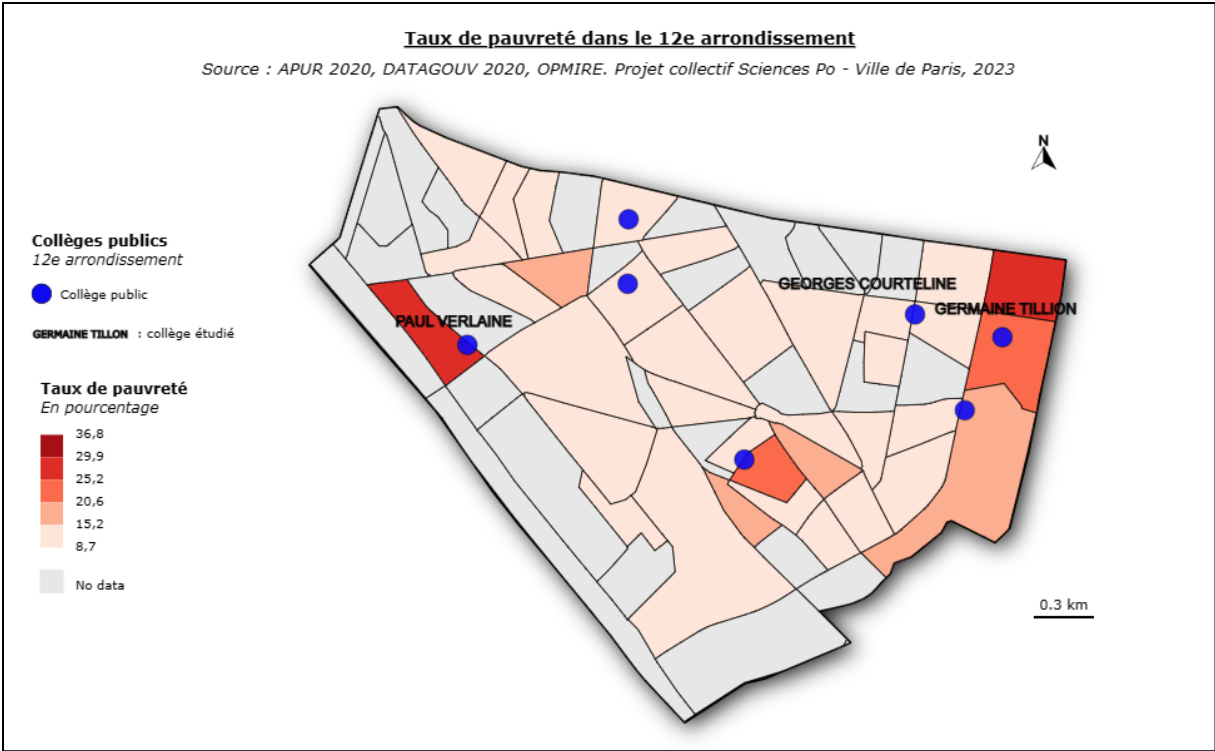 Taux de pauvreté dans le 12e arrondissement
Source : APUR 2020, DATAGOUV 2020, OPMIRE. Projet collectif Sciences Po - Ville de Paris, 2023
N
Collèges publics
12e arrondissement
Collège public
GERMAINE TILLON : collège étudié
GEORGES COURTELINE
GERMAINE TILLION
PAUL VERLAINE
Taux de pauvreté
En pourcentage
36,8
29,9
25,2
20,6
15,2
8,7
No data
0.3 km